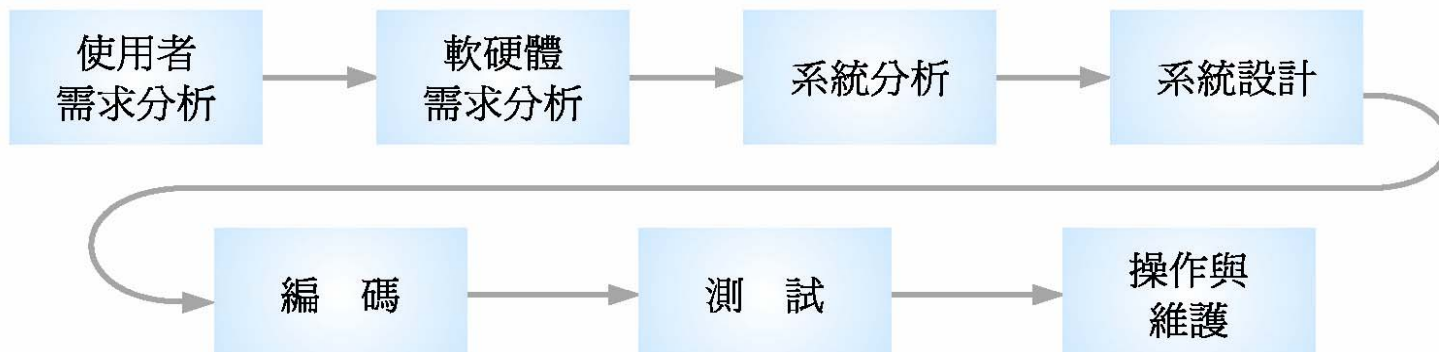 使用者
需求分析
軟硬體
需求分析
系統分析
系統設計
編　碼
測　試
操作與
維護